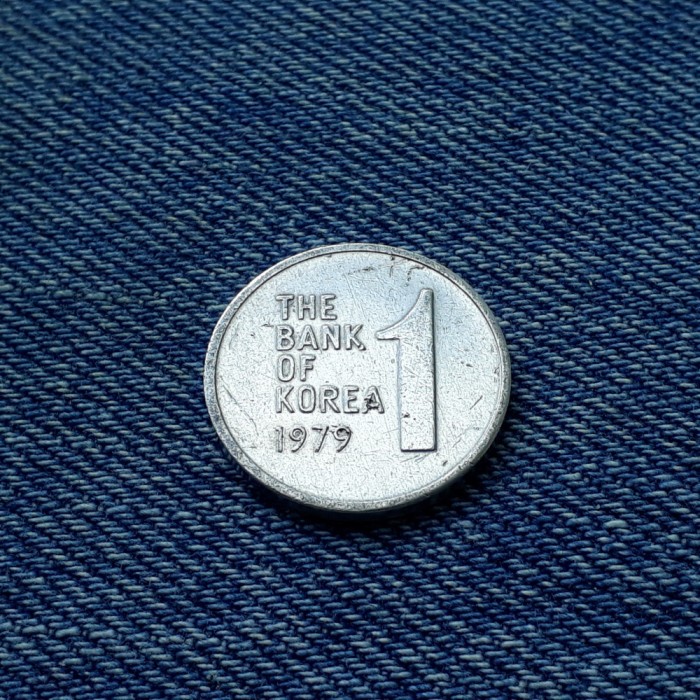 THE
BANK
OF
KOREA
1979
1